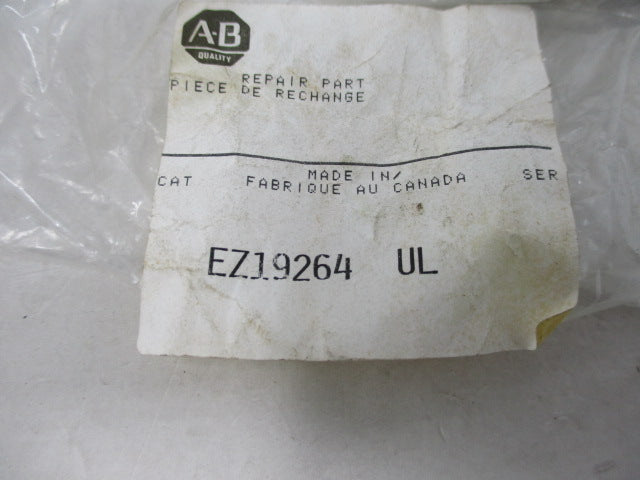 A-B
QUALITY
REPAIR PART
PIECE DE RECHANGE
MADE IN/
CAT FABRIQUE AU CANADA SER
EZ19264 UL